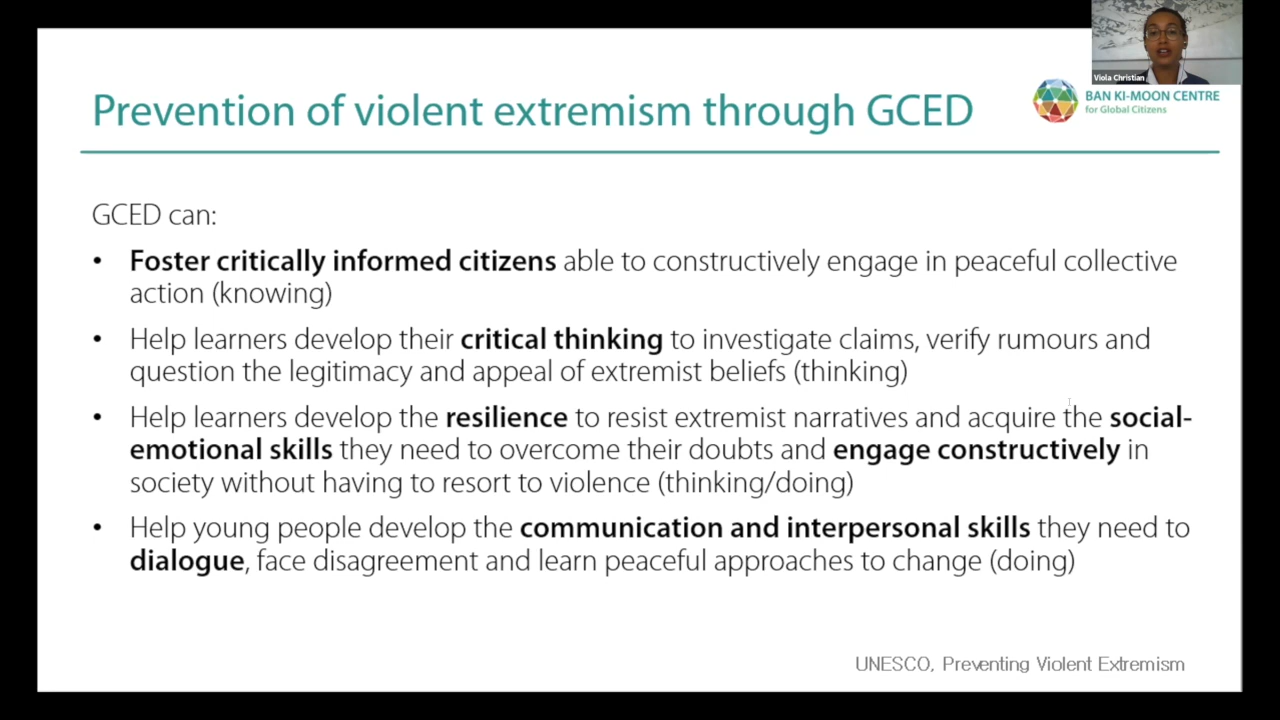 Viola Christian
BAN KI-MOON CENTRE
for Global Citizens
Prevention of violent extremism through GCED
GCED can:
• Foster critically informed citizens able to constructively engage in peaceful collective
action (knowing)
• Help learners develop their critical thinking to investigate claims, verify rumours and
question the legitimacy and appeal of extremist beliefs (thinking)
• Help learners develop the resilience to resist extremist narratives and acquire the social-
emotional skills they need to overcome their doubts and engage constructively in
society without having to resort to violence (thinking/doing)
• Help young people develop the communication and interpersonal skills they need to
dialogue, face disagreement and learn peaceful approaches to change (doing)
UNESCO, Preventing Violent Extremism